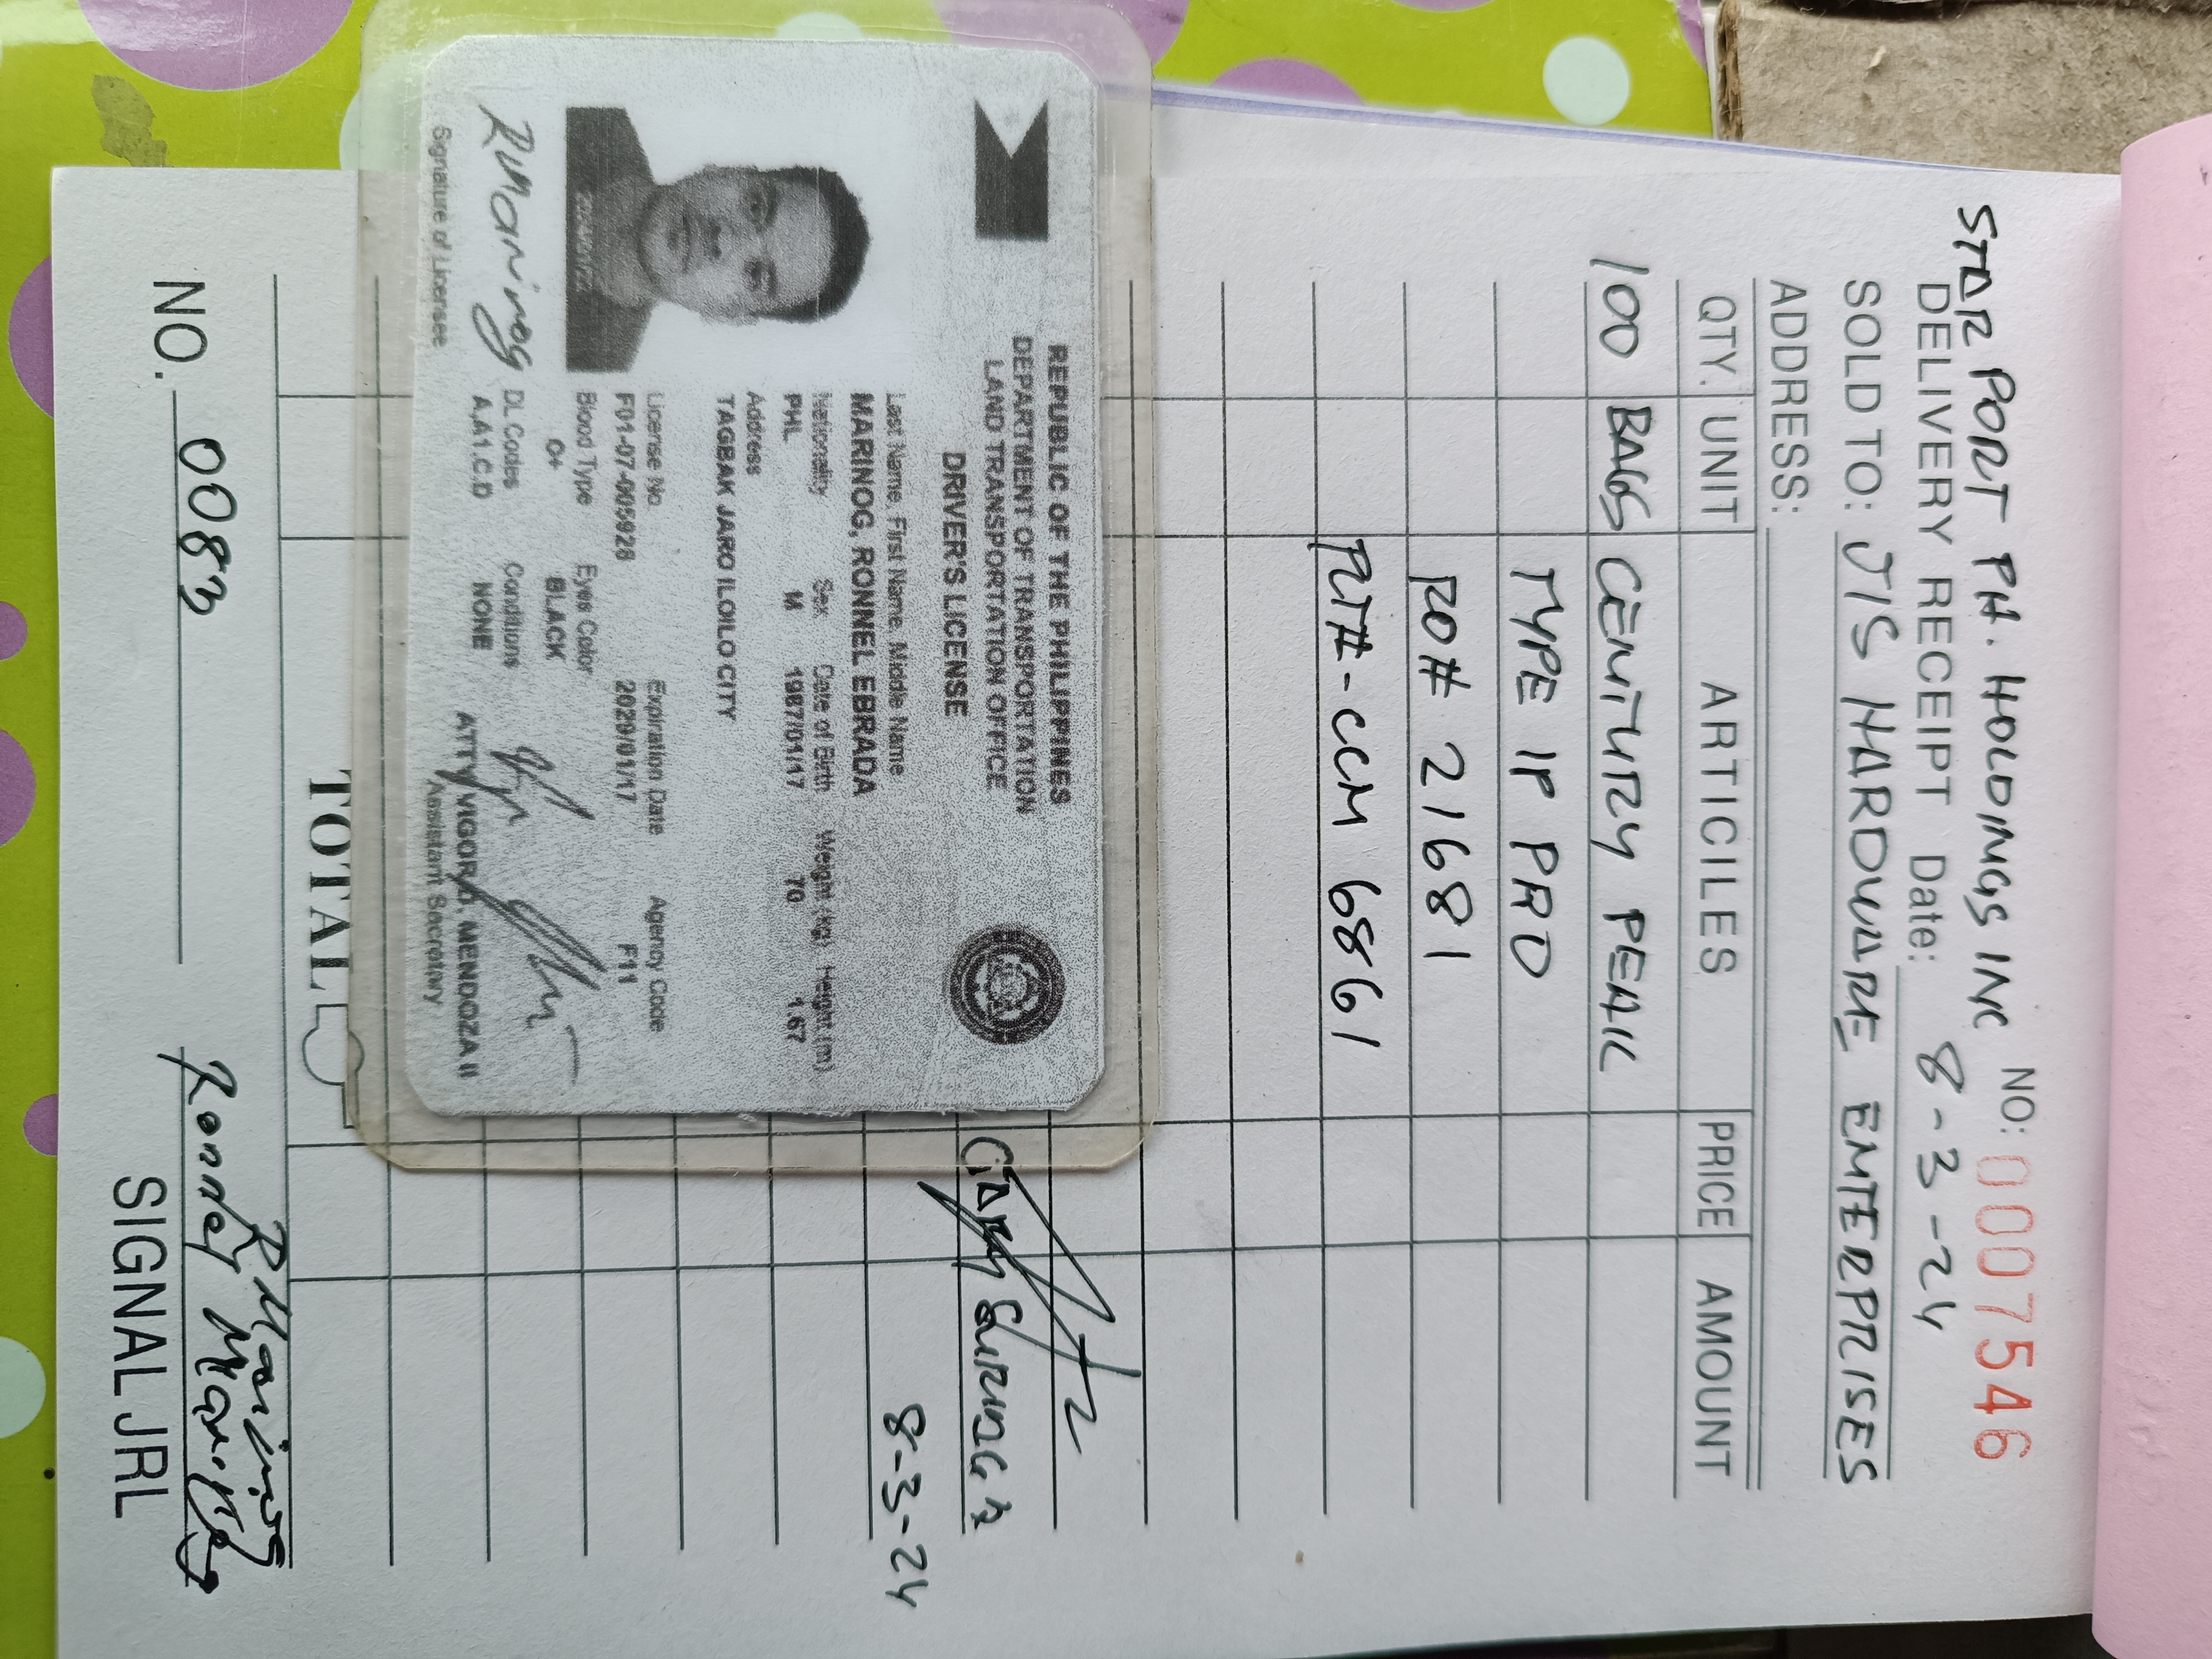 STAR PORT PH. HOLDINGS INC NO: 0007546
DELIVERY RECEIPT Date: 8-3-24
SOLD TO: J/S HARDWARE ENTERPRISES
ADDRESS:
QTY. UNIT ARTICILES PRICE AMOUNT
100 BAGS CENTURY PEAK
TYPE 1P PRO
PO# 21681
PLT#-CCM 6861
8-3-24
TOTAL
NO. 0083
SIGNAL JRL
REPUBLIC OF THE PHILIPPINES
DEPARTMENT OF TRANSPORTATION
LAND TRANSPORTATION OFFICE
DRIVER'S LICENSE
Last Name, First Name, Middle Name
MARINOG, RONNEL EBRADA
Nationality Sex Date of Birth Weight (kg) Height (m)
PHL M 1987/01/17 70 1.67
Address
TAGBAK JARO ILOILO CITY
License No. Expiration Date Agency Code
F01-07-005926 2029/01/17 F11
Blood Type Eyes Color
O+ BLACK
DL Codes Conditions
A,A1,C,D NONE
RMarinog
Signature of Licensee
ATTY VIGOR D. MENDOZA II
Assistant Secretary
RMarinog